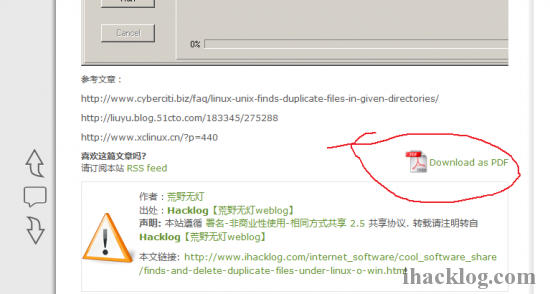 Cancel
0%
参考文章：
http://www.cyberciti.biz/faq/linux-unix-finds-duplicate-files-in-given-directories/
http://liuyu.blog.51cto.com/183345/275288
http://www.xclinux.cn/?p=440
喜欢这篇文章吗?
请订阅本站 RSS feed
PDF
Download as PDF
作者：荒野无灯
出处：Hacklog【荒野无灯weblog】
声明: 本站遵循 署名-非商业性使用-相同方式共享 2.5 共享协议. 转载请注明转自
Hacklog【荒野无灯weblog】
本文链接: http://www.ihacklog.com/internet_software/cool_software_share
/finds-and-delete-duplicate-files-under-linux-o-win.html
ihacklog.com